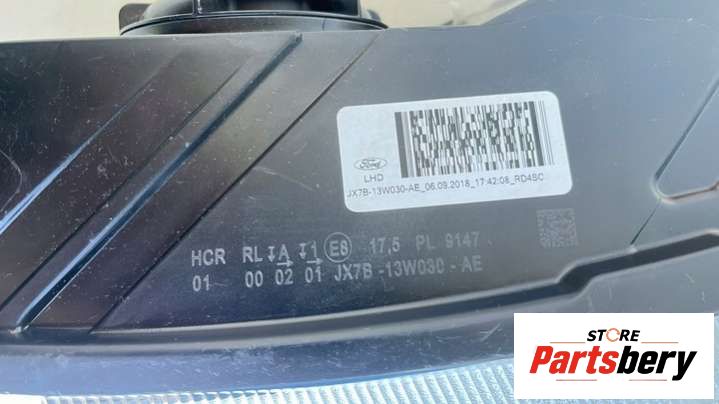 Ford
LHD
JX7B-13W030-AE_06.09.2018_17:42:08_RD4SC
HCR RL A 1 E8 17,5 PL 9147
01 00 02 01 JX7B -13W030 - AE
STORE
Partsbery